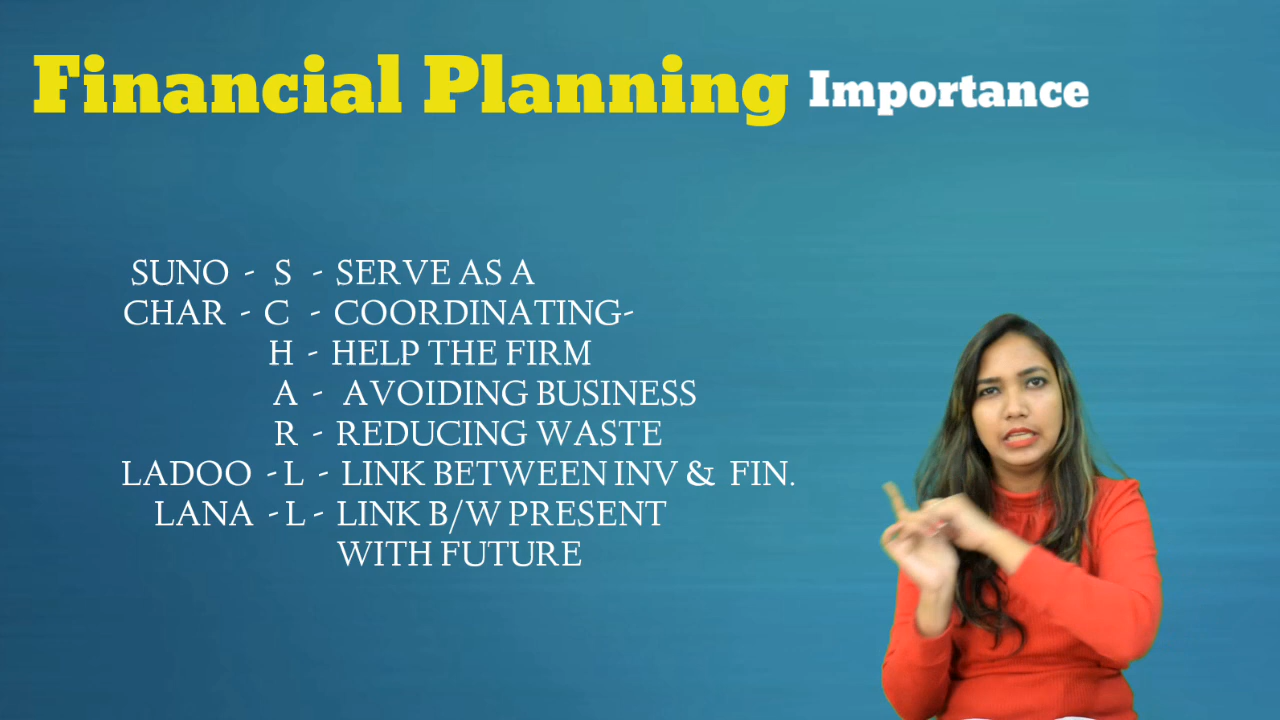 Financial Planning Importance
SUNO - S - SERVE AS A
CHAR - C - COORDINATING-
H - HELP THE FIRM
A - AVOIDING BUSINESS
R - REDUCING WASTE
LADOO - L - LINK BETWEEN INV & FIN.
LANA - L - LINK B/W PRESENT
WITH FUTURE